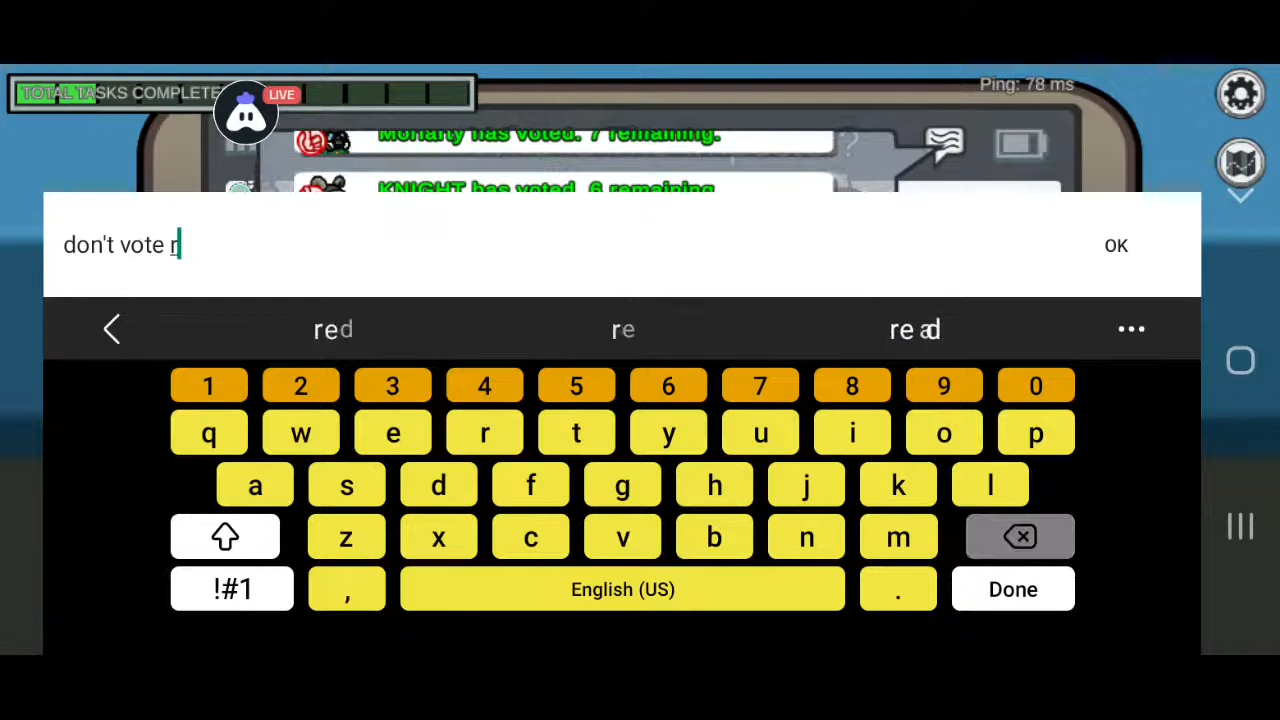 TOTAL TASKS COMPLETE
LIVE
Ping: 78 ms
Moriarty has voted. 7 remaining.
?
KNIGHT has voted. 6 remaining.
don't vote r
OK
red
re
read
1 2 3 4 5 6 7 8 9 0
q w e r t y u i o p
a s d f g h j k l
z x c v b n m
!#1 , English (US) . Done